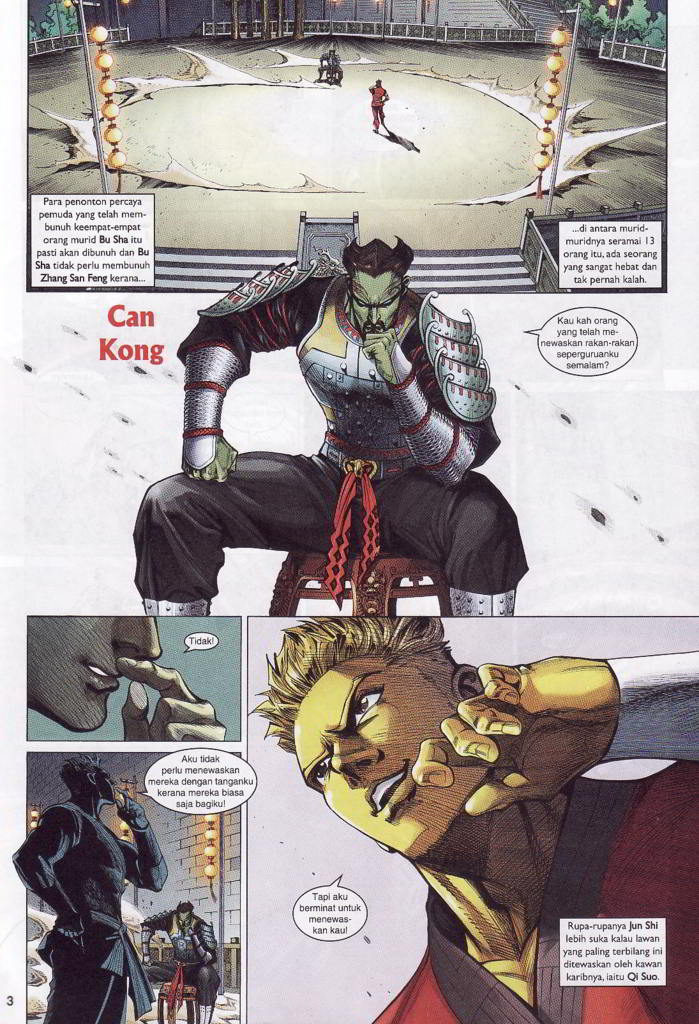 Para penonton percaya
pemuda yang telah mem-
bunuh keempat-empat
orang murid Bu Sha itu
pasti akan dibunuh dan Bu
Sha tidak perlu membunuh
Zhang San Feng kerana...
...di antara murid-
muridnya seramai 13
orang itu, ada seorang
yang sangat hebat dan
tak pernah kalah.
Can
Kong
Kau kah orang
yang telah me-
newaskan rakan-rakan
seperguruanku
semalam?
Tidak!
Aku tidak
perlu menewaskan
mereka dengan tanganku
kerana mereka biasa
saja bagiku!
Tapi aku
berminat untuk
menewas-
kan kau!
Rupa-rupanya Jun Shi
lebih suka kalau lawan
yang paling terbilang ini
ditewaskan oleh kawan
karibnya, iaitu Qi Suo.
3